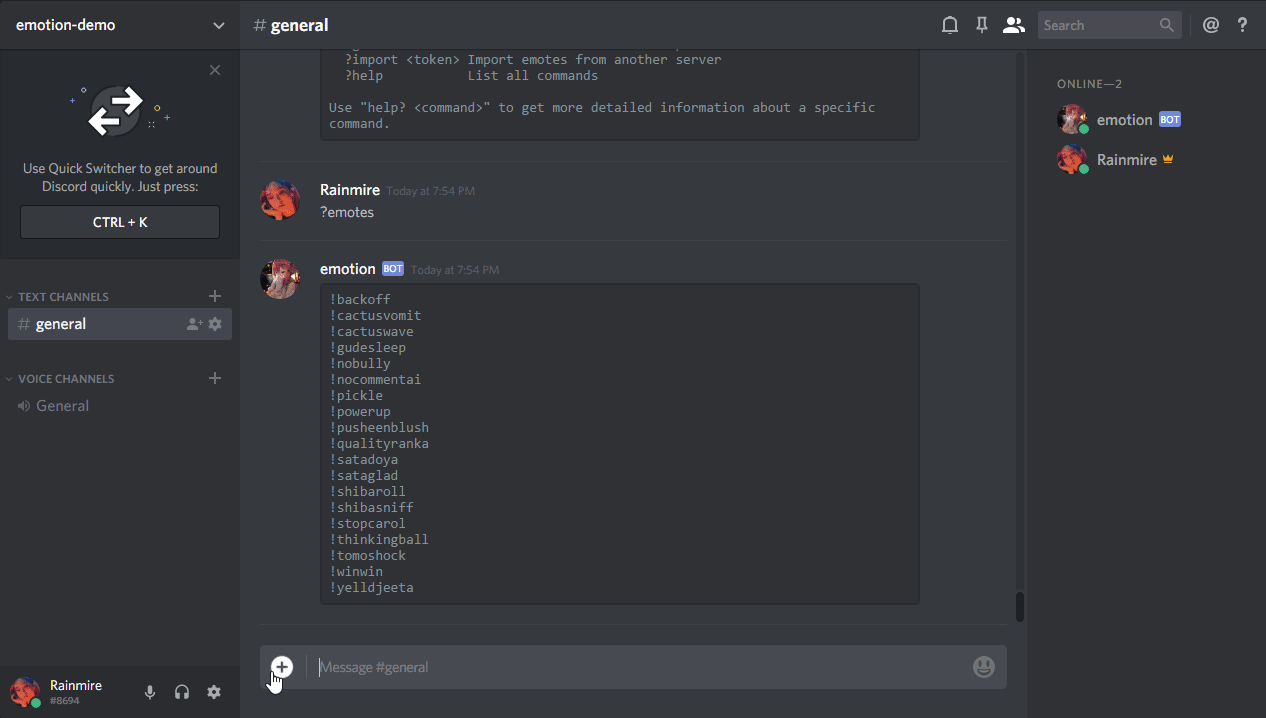 emotion-demo
Use Quick Switcher to get around
Discord quickly. Just press:
CTRL + K
TEXT CHANNELS
# general
VOICE CHANNELS
General
Rainmire
#8694
# general
Search
@
?
?import <token> Import emotes from another server
?help           List all commands
Use "help? <command>" to get more detailed information about a specific
command.
Rainmire Today at 7:54 PM
?emotes
emotion BOT Today at 7:54 PM
!backoff
!cactusvomit
!cactuswave
!gudesleep
!nobully
!nocommentai
!pickle
!powerup
!pusheenblush
!qualityranka
!satadoya
!sataglad
!shibaroll
!shibasniff
!stopcarol
!thinkingball
!tomoshock
!winwin
!yelldjeeta
Message #general
ONLINE—2
emotion BOT
Rainmire